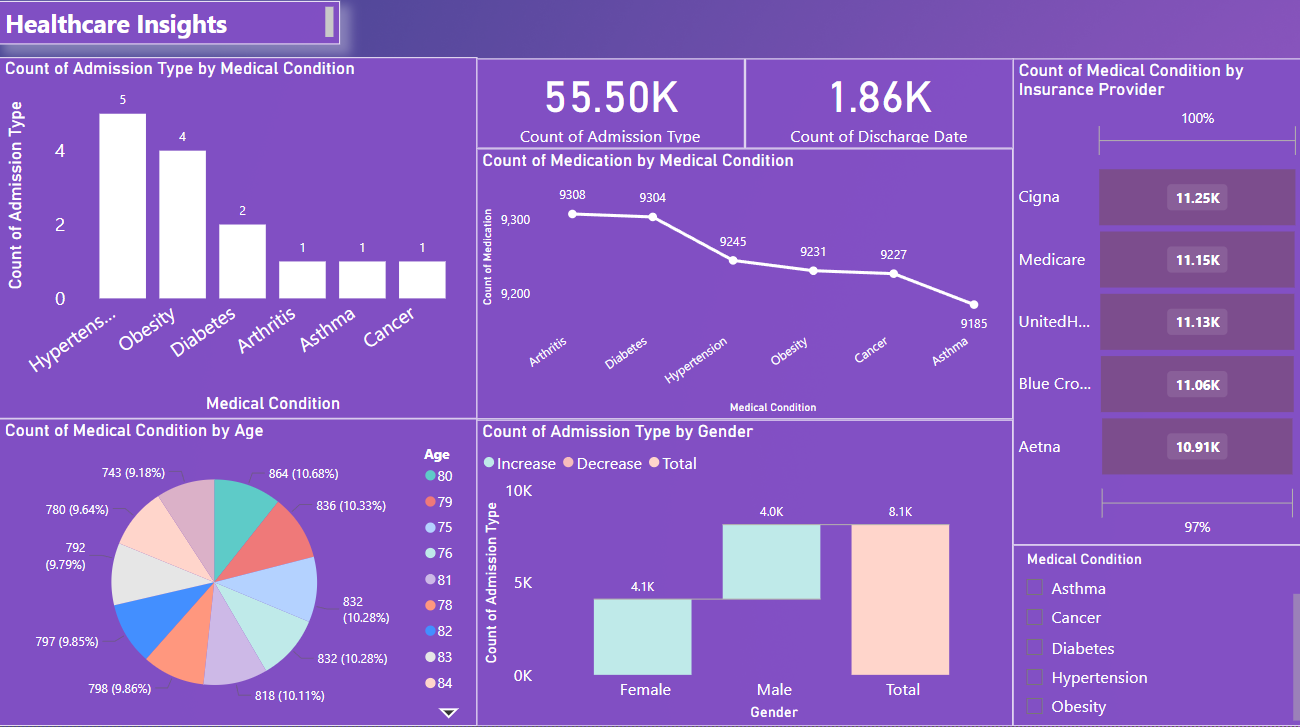 Healthcare Insights
Count of Admission Type by Medical Condition
Count of Admission Type
4
2
0
5
4
2
1
1
1
Hypertens...
Obesity
Diabetes
Arthritis
Asthma
Cancer
Medical Condition
55.50K
Count of Admission Type
1.86K
Count of Discharge Date
Count of Medication by Medical Condition
Count of Medication
9,300
9,200
9308
9304
9245
9231
9227
9185
Arthritis
Diabetes
Hypertension
Obesity
Cancer
Asthma
Medical Condition
Count of Medical Condition by
Insurance Provider
100%
Cigna
11.25K
Medicare
11.15K
UnitedH...
11.13K
Blue Cro...
11.06K
Aetna
10.91K
97%
Count of Medical Condition by Age
864 (10.68%)
836 (10.33%)
832
(10.28%)
832 (10.28%)
818 (10.11%)
798 (9.86%)
797 (9.85%)
792
(9.79%)
780 (9.64%)
743 (9.18%)
Age
80
79
75
76
81
78
82
83
84
Count of Admission Type by Gender
Increase Decrease Total
Count of Admission Type
10K
5K
0K
4.1K
4.0K
8.1K
Female
Male
Total
Gender
Medical Condition
Asthma
Cancer
Diabetes
Hypertension
Obesity